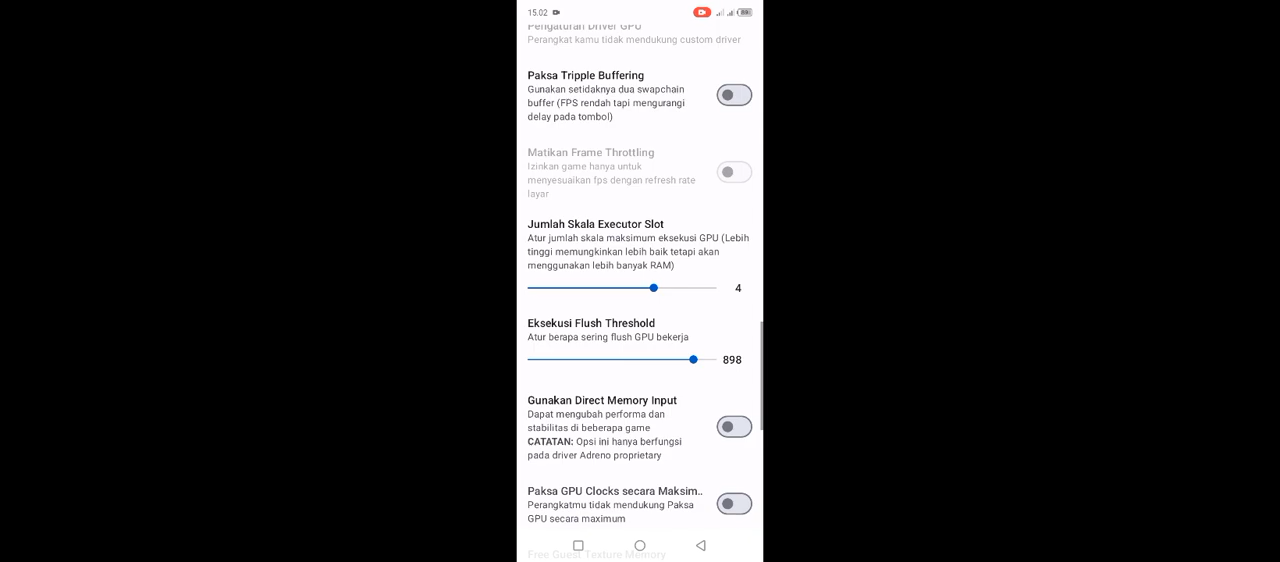 15.02
89
Pengaturan Driver GPU
Perangkat kamu tidak mendukung custom driver
Paksa Tripple Buffering
Gunakan setidaknya dua swapchain
buffer (FPS rendah tapi mengurangi
delay pada tombol)
Matikan Frame Throttling
Izinkan game hanya untuk
menyesuaikan fps dengan refresh rate
layar
Jumlah Skala Executor Slot
Atur jumlah skala maksimum eksekusi GPU (Lebih
tinggi memungkinkan lebih baik tetapi akan
menggunakan lebih banyak RAM)
4
Eksekusi Flush Threshold
Atur berapa sering flush GPU bekerja
898
Gunakan Direct Memory Input
Dapat mengubah performa dan
stabilitas di beberapa game
CATATAN: Opsi ini hanya berfungsi
pada driver Adreno proprietary
Paksa GPU Clocks secara Maksim..
Perangkatmu tidak mendukung Paksa
GPU secara maximum
Free Guest Texture Memory